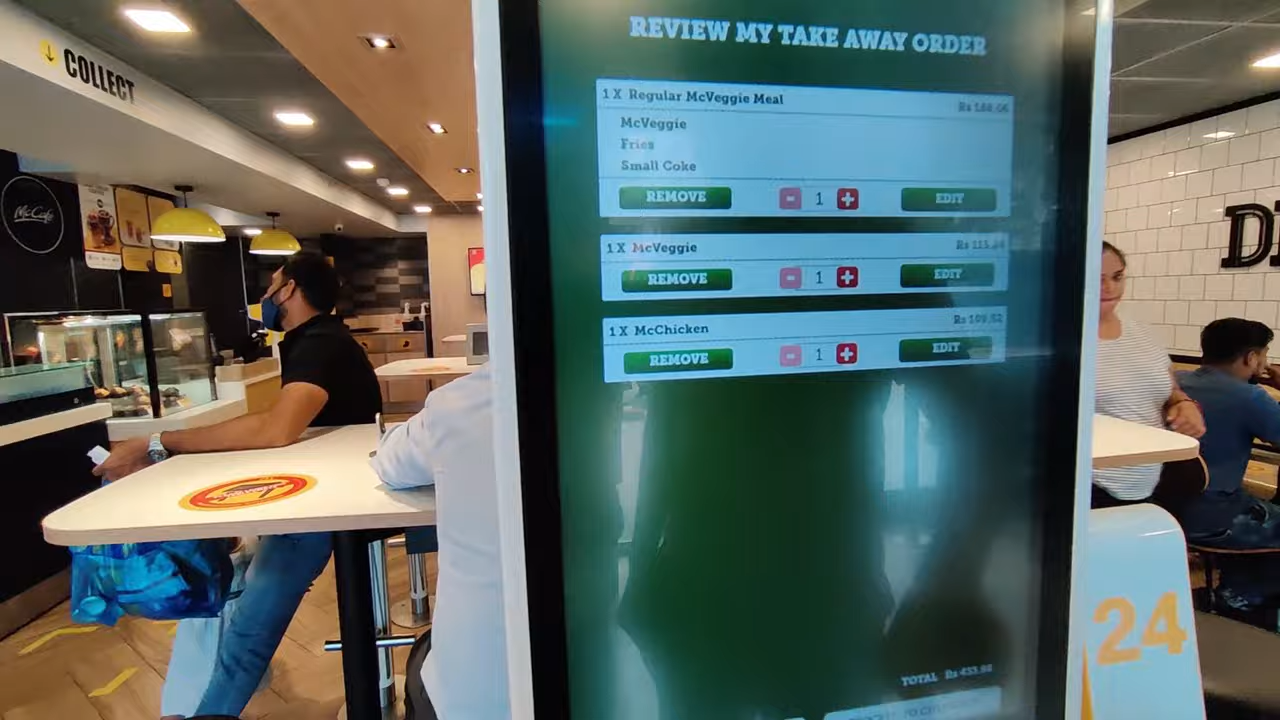 COLLECT
McCafé
REVIEW MY TAKE AWAY ORDER
1 X Regular McVeggie Meal
McVeggie
Fries
Small Coke
REMOVE - 1 + EDIT
1 X McVeggie
REMOVE - 1 + EDIT
1 X McChicken
REMOVE - 1 + EDIT
TOTAL
24